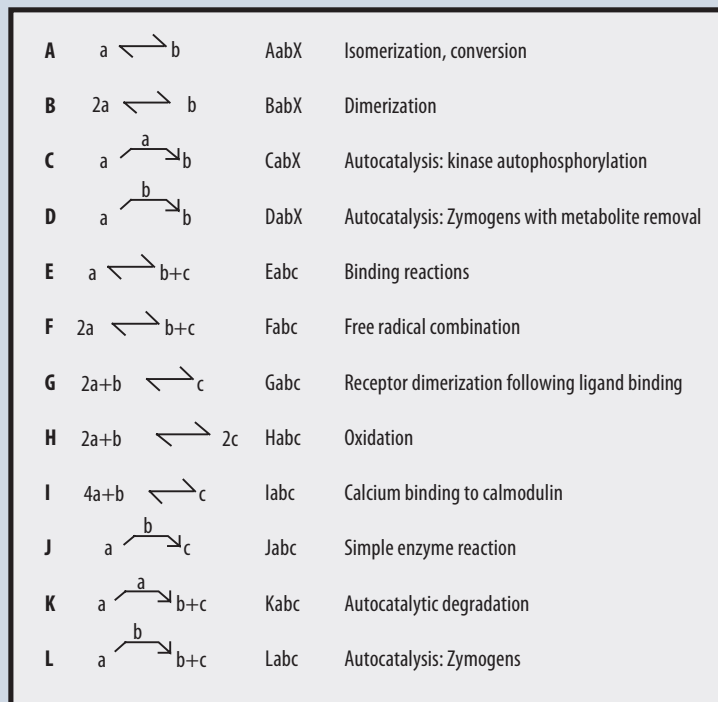 A a b AabX Isomerization, conversion
B 2a b BabX Dimerization
a
C a b CabX Autocatalysis: kinase autophosphorylation
b
D a b DabX Autocatalysis: Zymogens with metabolite removal
E a b+c Eabc Binding reactions
F 2a b+c Fabc Free radical combination
G 2a+b c Gabc Receptor dimerization following ligand binding
H 2a+b 2c Habc Oxidation
I 4a+b c Iabc Calcium binding to calmodulin
b
J a c Jabc Simple enzyme reaction
a
K a b+c Kabc Autocatalytic degradation
b
L a b+c Labc Autocatalysis: Zymogens